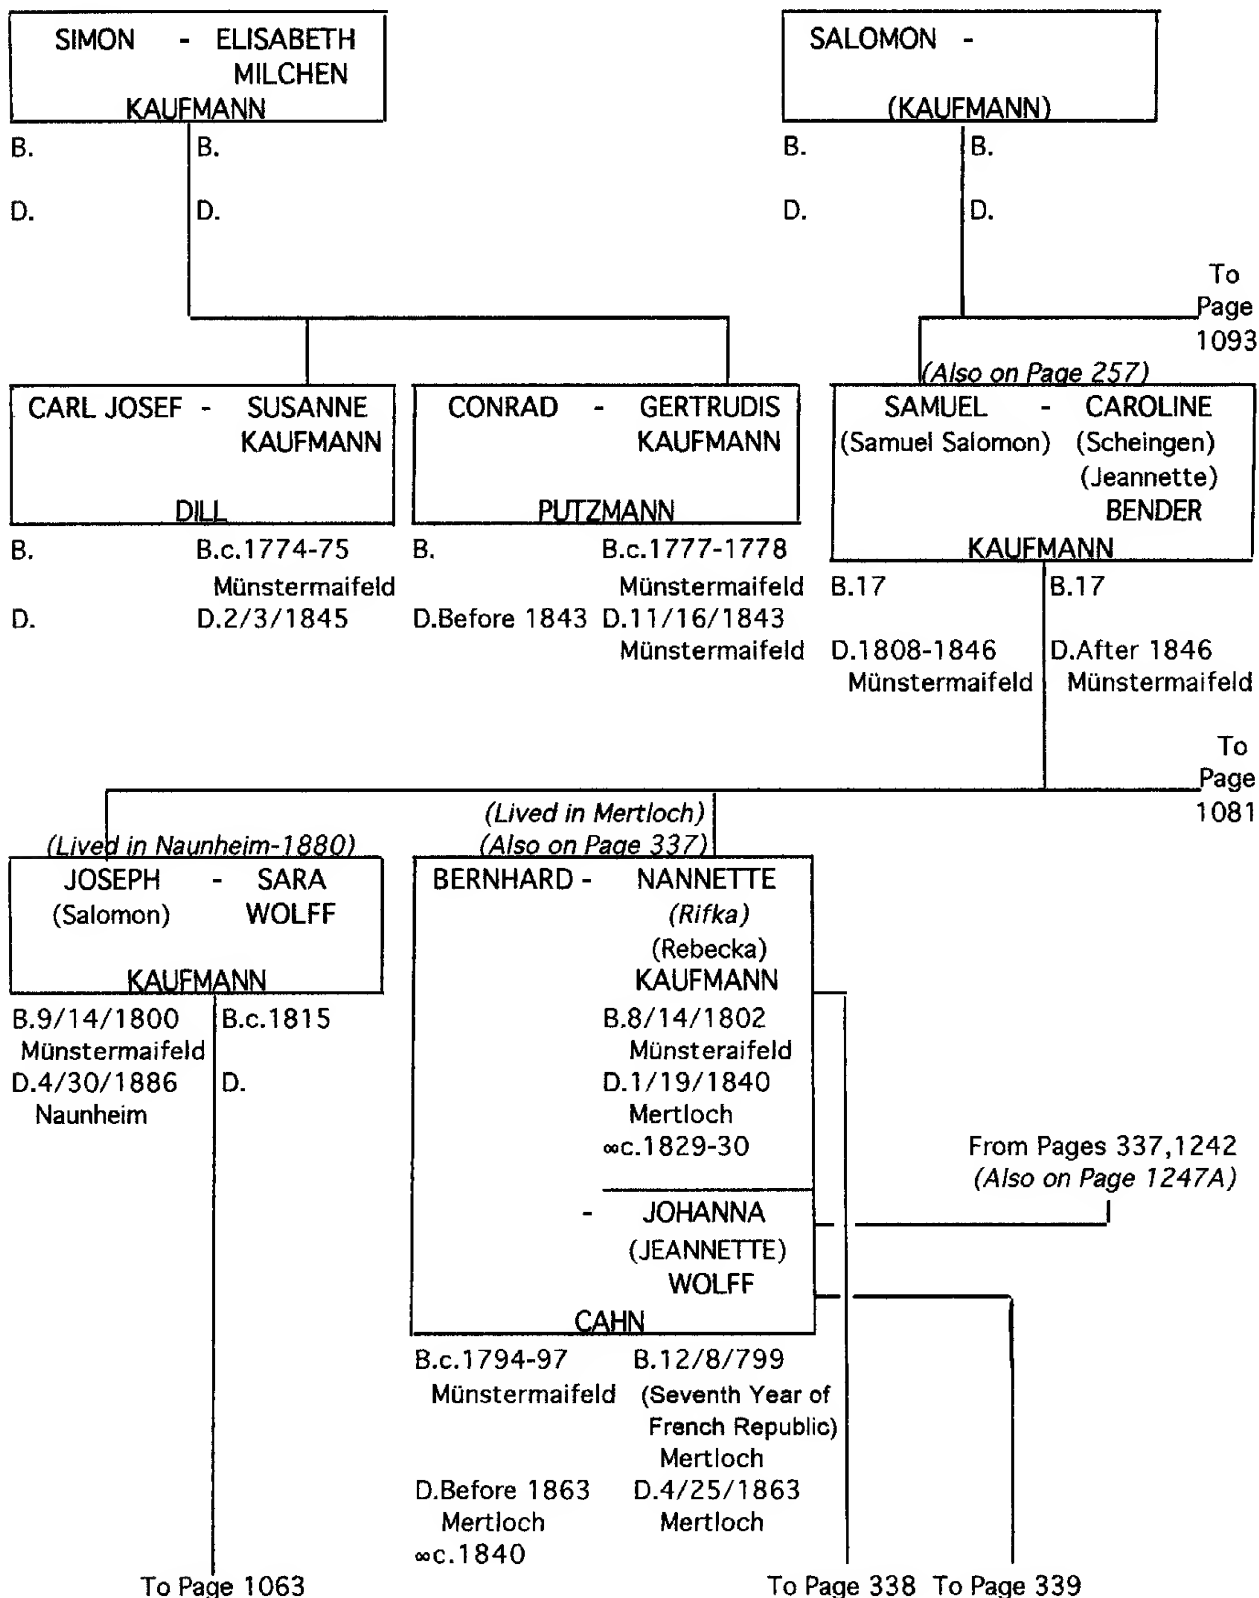 SIMON - ELISABETH
MILCHEN
KAUFMANN
B. B.
D. D.
SALOMON -
(KAUFMANN)
B. B.
D. D.
To
Page
1093
CARL JOSEF - SUSANNE
KAUFMANN
DILL
B. B.c.1774-75
Münstermaifeld
D. D.2/3/1845
CONRAD - GERTRUDIS
KAUFMANN
PUTZMANN
B. B.c.1777-1778
Münstermaifeld
D.Before 1843 D.11/16/1843
Münstermaifeld
(Also on Page 257)
SAMUEL - CAROLINE
(Samuel Salomon) (Scheingen)
(Jeannette)
BENDER
KAUFMANN
B.17 B.17
D.1808-1846 D.After 1846
Münstermaifeld Münstermaifeld
To
Page
1081
(Lived in Naunheim-1880)
JOSEPH - SARA
(Salomon) WOLFF
KAUFMANN
B.9/14/1800 B.c.1815
Münstermaifeld
D.4/30/1886 D.
Naunheim
To Page 1063
(Lived in Mertloch)
(Also on Page 337)
BERNHARD - NANNETTE
(Rifka)
(Rebecka)
KAUFMANN
B.8/14/1802
Münsteraifeld
D.1/19/1840
Mertloch
∞c.1829-30
- JOHANNA
(JEANNETTE)
WOLFF
CAHN
B.c.1794-97 B.12/8/799
Münstermaifeld (Seventh Year of
French Republic)
Mertloch
D.Before 1863 D.4/25/1863
Mertloch Mertloch
∞c.1840
From Pages 337,1242
(Also on Page 1247A)
To Page 338 To Page 339